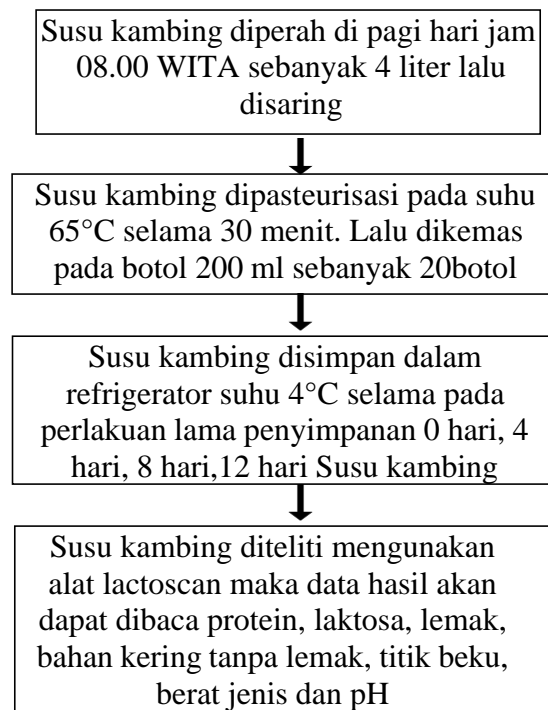 Susu kambing diperah di pagi hari jam
08.00 WITA sebanyak 4 liter lalu
disaring
Susu kambing dipasteurisasi pada suhu
65°C selama 30 menit. Lalu dikemas
pada botol 200 ml sebanyak 20botol
Susu kambing disimpan dalam
refrigerator suhu 4°C selama pada
perlakuan lama penyimpanan 0 hari, 4
hari, 8 hari,12 hari Susu kambing
Susu kambing diteliti mengunakan
alat lactoscan maka data hasil akan
dapat dibaca protein, laktosa, lemak,
bahan kering tanpa lemak, titik beku,
berat jenis dan pH